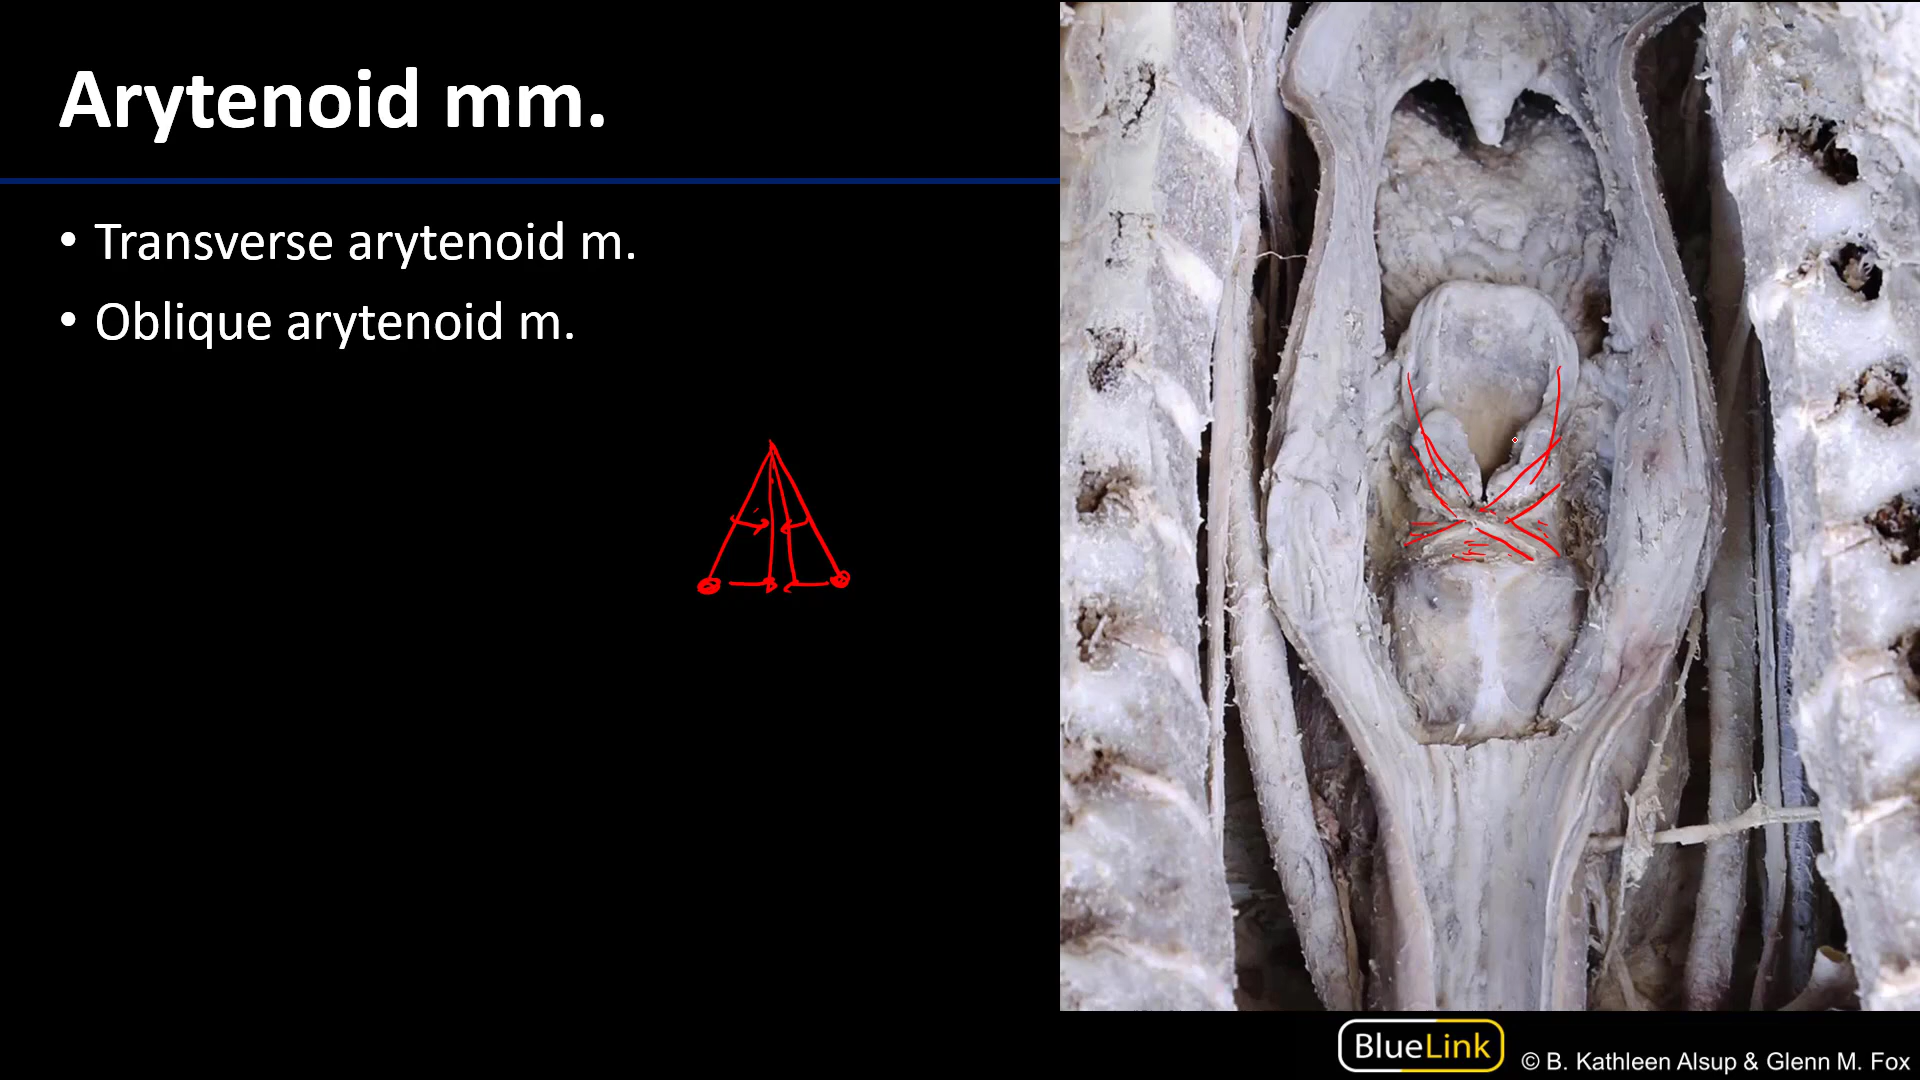 Arytenoid mm.
• Transverse arytenoid m.
• Oblique arytenoid m.
BlueLink
© B. Kathleen Alsup & Glenn M. Fox